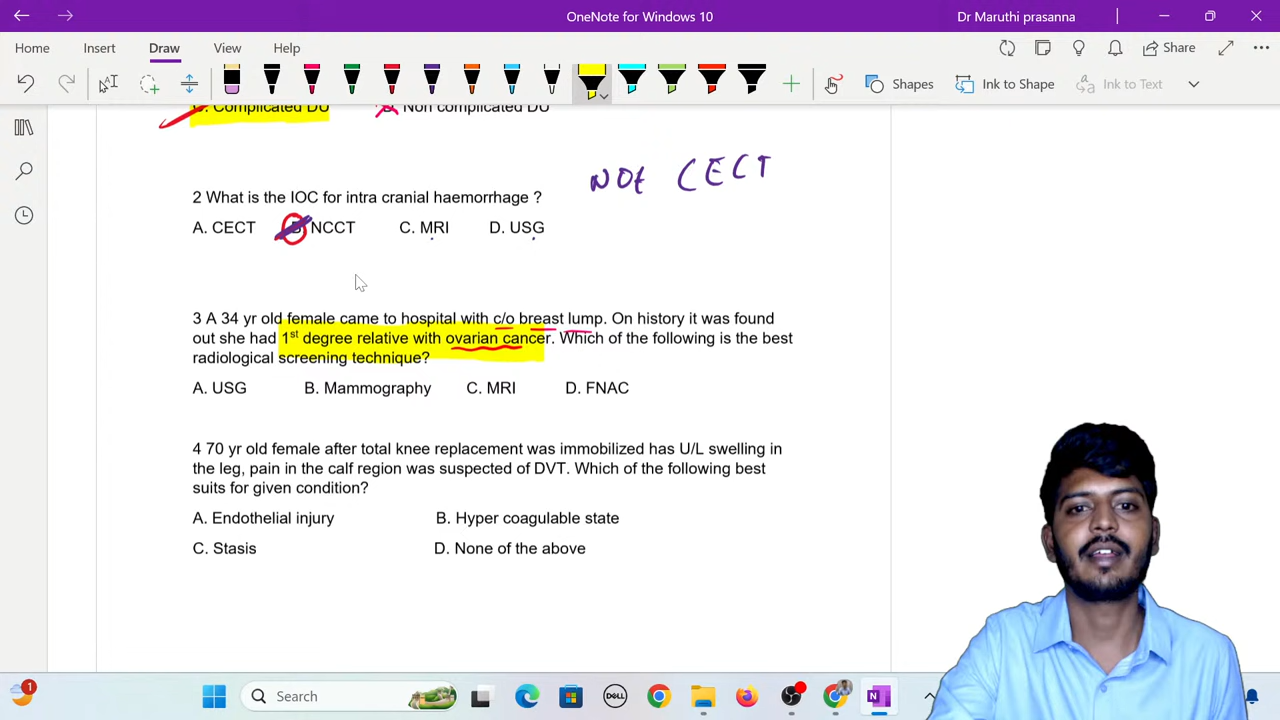 OneNote for Windows 10
Dr Maruthi prasanna
Home Insert Draw View Help
Share
Shapes Ink to Shape Ink to Text
Complicated DU Non complicated DU
Not CECT
2 What is the IOC for intra cranial haemorrhage ?
A. CECT B. NCCT C. MRI D. USG
3 A 34 yr old female came to hospital with c/o breast lump. On history it was found
out she had 1st degree relative with ovarian cancer. Which of the following is the best
radiological screening technique?
A. USG B. Mammography C. MRI D. FNAC
4 70 yr old female after total knee replacement was immobilized has U/L swelling in
the leg, pain in the calf region was suspected of DVT. Which of the following best
suits for given condition?
A. Endothelial injury B. Hyper coagulable state
C. Stasis D. None of the above
1
Search
DELL